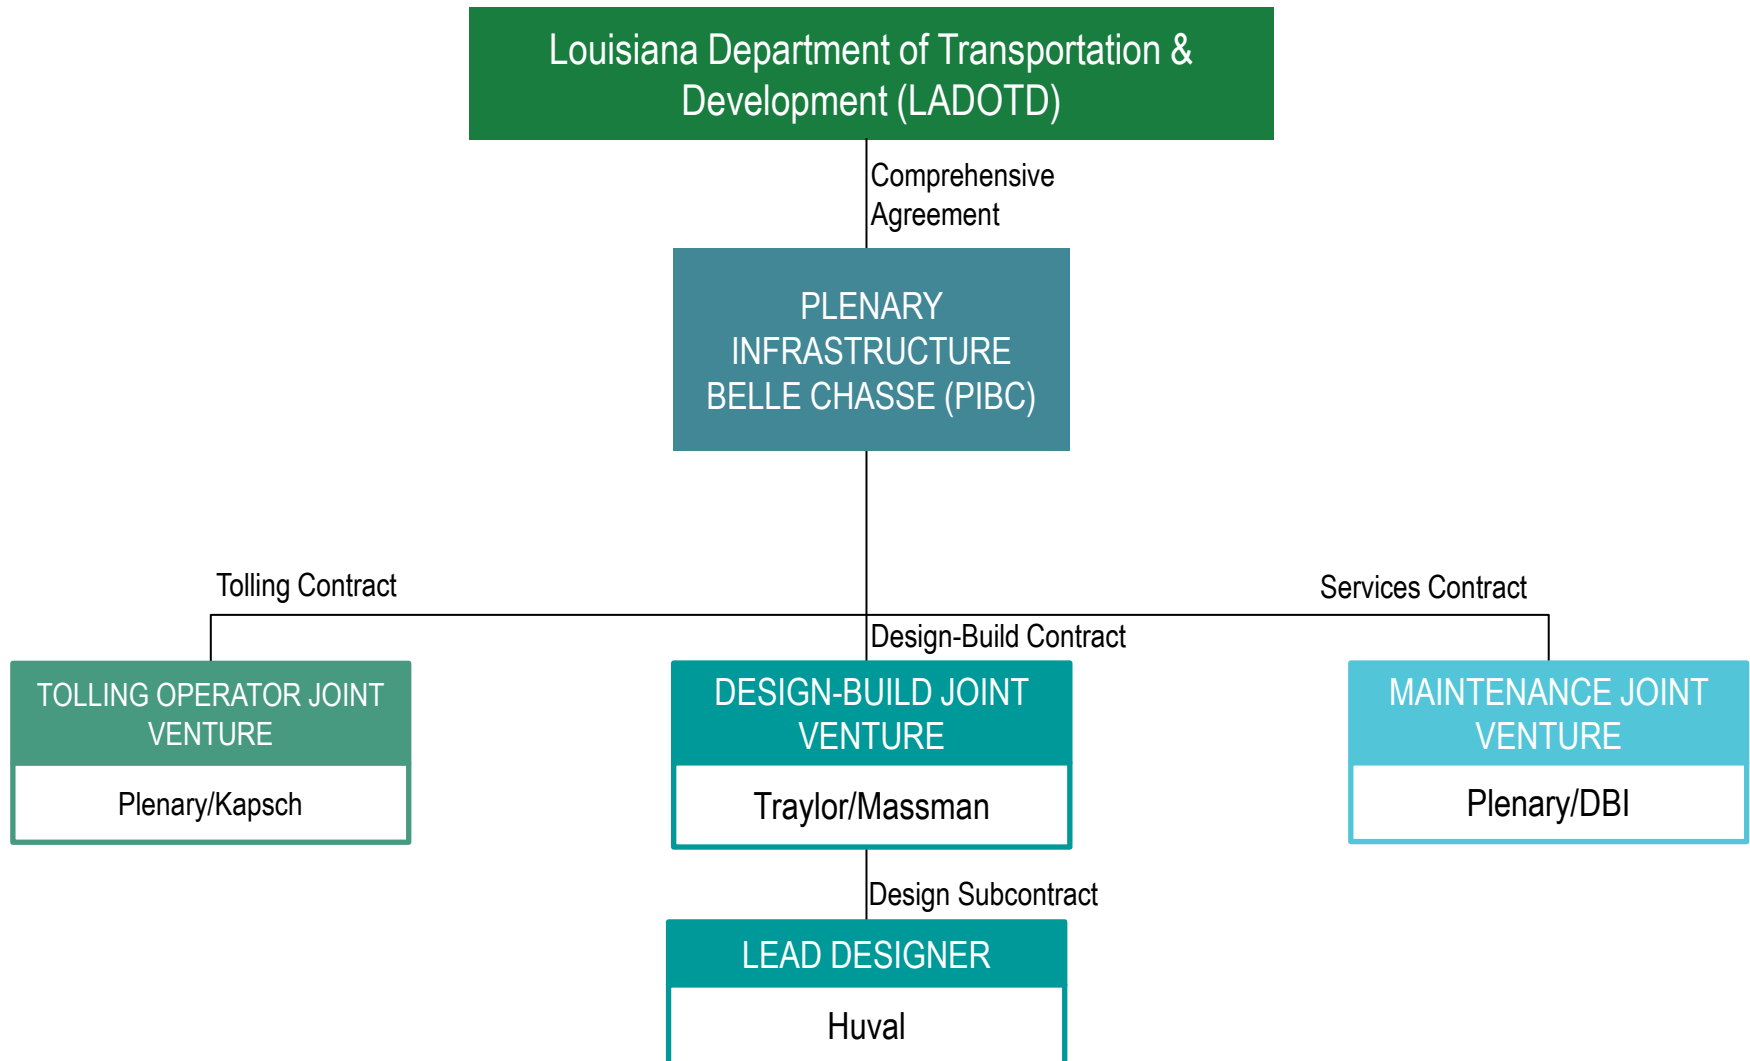 Louisiana Department of Transportation &
Development (LADOTD)
Comprehensive
Agreement
PLENARY
INFRASTRUCTURE
BELLE CHASSE (PIBC)
Tolling Contract
Services Contract
Design-Build Contract
TOLLING OPERATOR JOINT
VENTURE
Plenary/Kapsch
DESIGN-BUILD JOINT
VENTURE
Traylor/Massman
MAINTENANCE JOINT
VENTURE
Plenary/DBI
Design Subcontract
LEAD DESIGNER
Huval